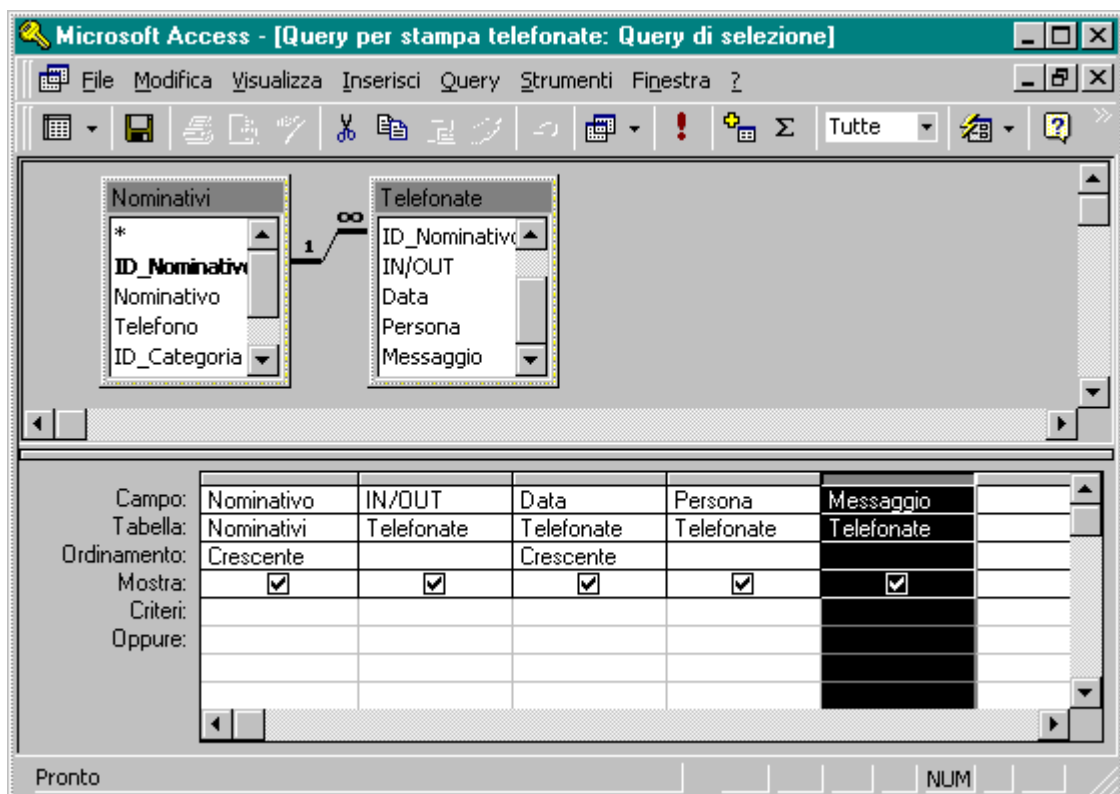 Microsoft Access - [Query per stampa telefonate: Query di selezione]
File Modifica Visualizza Inserisci Query Strumenti Finestra ?
Tutte
Nominativi
*
ID_Nominativo
Nominativo
Telefono
ID_Categoria
1
∞
Telefonate
ID_Nominativo
IN/OUT
Data
Persona
Messaggio
Campo: Nominativo IN/OUT Data Persona Messaggio
Tabella: Nominativi Telefonate Telefonate Telefonate Telefonate
Ordinamento: Crescente Crescente
Mostra:
Criteri:
Oppure:
Pronto NUM